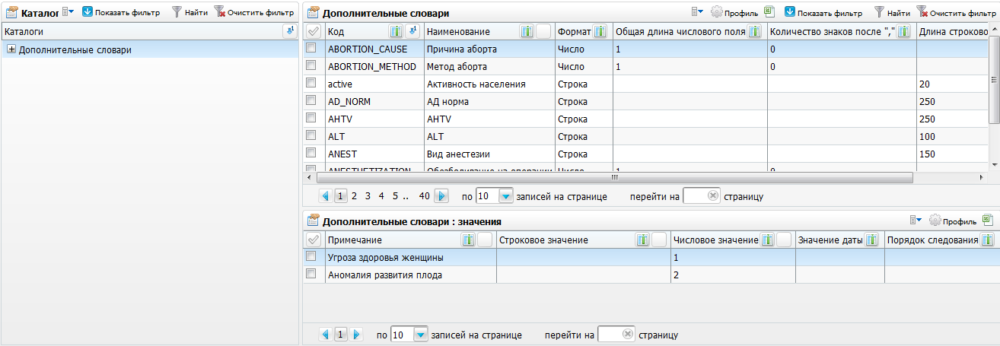 Каталог Показать фильтр Найти Очистить фильтр
Каталоги
Дополнительные словари
Дополнительные словари Профиль Показать фильтр Найти Очистить фильтр
Код Наименование Формат Общая длина числового поля Количество знаков после "," Длина строково
ABORTION_CAUSE Причина аборта Число 1 0
ABORTION_METHOD Метод аборта Число 1 0
active Активность населения Строка 20
AD_NORM АД норма Строка 250
AHTV AHTV Строка 250
ALT ALT Строка 100
ANEST Вид анестезии Строка 150
ANESTHETIZATION Обезболивание на операции Число 1 0
1 2 3 4 5 .. 40 по 10 записей на странице перейти на страницу
Дополнительные словари : значения Профиль
Примечание Строковое значение Числовое значение Значение даты Порядок следования
Угроза здоровья женщины 1
Аномалия развития плода 2
1 по 10 записей на странице перейти на страницу